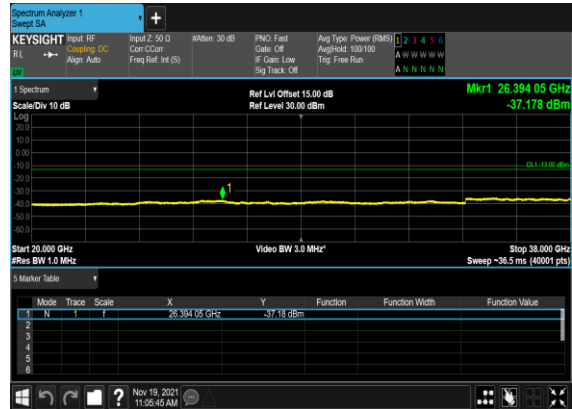 Spectrum Analyzer 1
Swept SA
KEYSIGHT Input: RF Input Z: 50 Ω #Atten: 30 dB PNO: Fast Avg Type: Power (RMS) 1 2 3 4 5 6
RL Coupling: DC Corr CCorr Gate: Off Avg|Hold: 100/100 A W W W W W
Align: Auto Freq Ref: Int (S) IF Gain: Low Trig: Free Run A N N N N N
Sig Track: Off
1 Spectrum Ref Lvl Offset 15.00 dB Mkr1 26.394 05 GHz
Scale/Div 10 dB Ref Level 30.00 dBm -37.178 dBm
Log
20.0
10.0
0.00
-10.0
DL1 -13.00 dBm
-20.0
-30.0
1
-40.0
-50.0
-60.0
Start 20.000 GHz Video BW 3.0 MHz* Stop 38.000 GHz
#Res BW 1.0 MHz Sweep ~36.5 ms (40001 pts)
5 Marker Table
Mode Trace Scale X Y Function Function Width Function Value
1 N 1 f 26.394 05 GHz -37.18 dBm
2
3
4
5
6
? Nov 19, 2021
11:05:45 AM